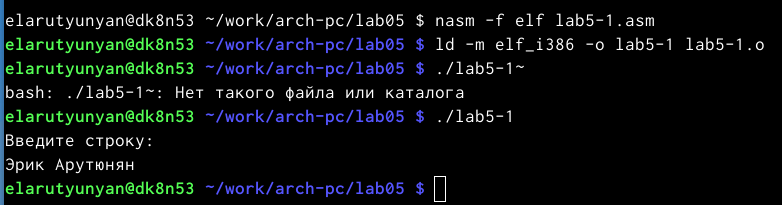 elarutyunyan@dk8n53 ~/work/arch-pc/lab05 $ nasm -f elf lab5-1.asm
elarutyunyan@dk8n53 ~/work/arch-pc/lab05 $ ld -m elf_i386 -o lab5-1 lab5-1.o
elarutyunyan@dk8n53 ~/work/arch-pc/lab05 $ ./lab5-1~
bash: ./lab5-1~: Нет такого файла или каталога
elarutyunyan@dk8n53 ~/work/arch-pc/lab05 $ ./lab5-1
Введите строку:
Эрик Арутюнян
elarutyunyan@dk8n53 ~/work/arch-pc/lab05 $